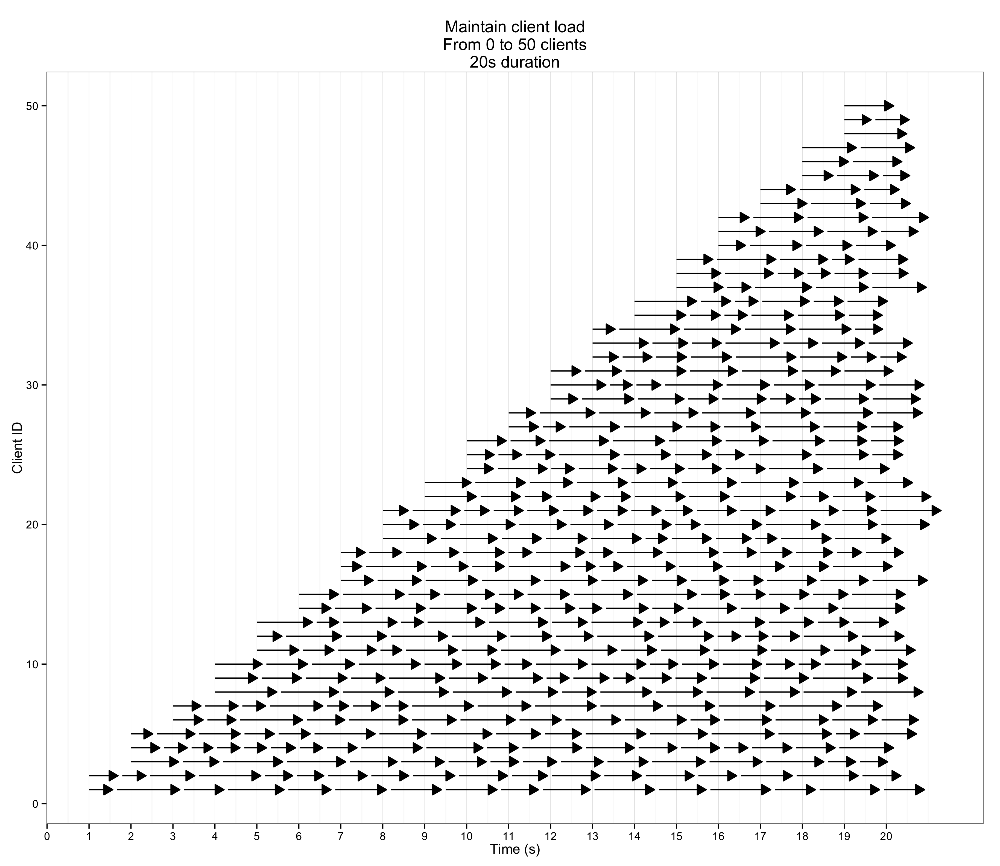 Maintain client load
From 0 to 50 clients
20s duration
50
40
30
20
10
0
Client ID
0 1 2 3 4 5 6 7 8 9 10 11 12 13 14 15 16 17 18 19 20
Time (s)